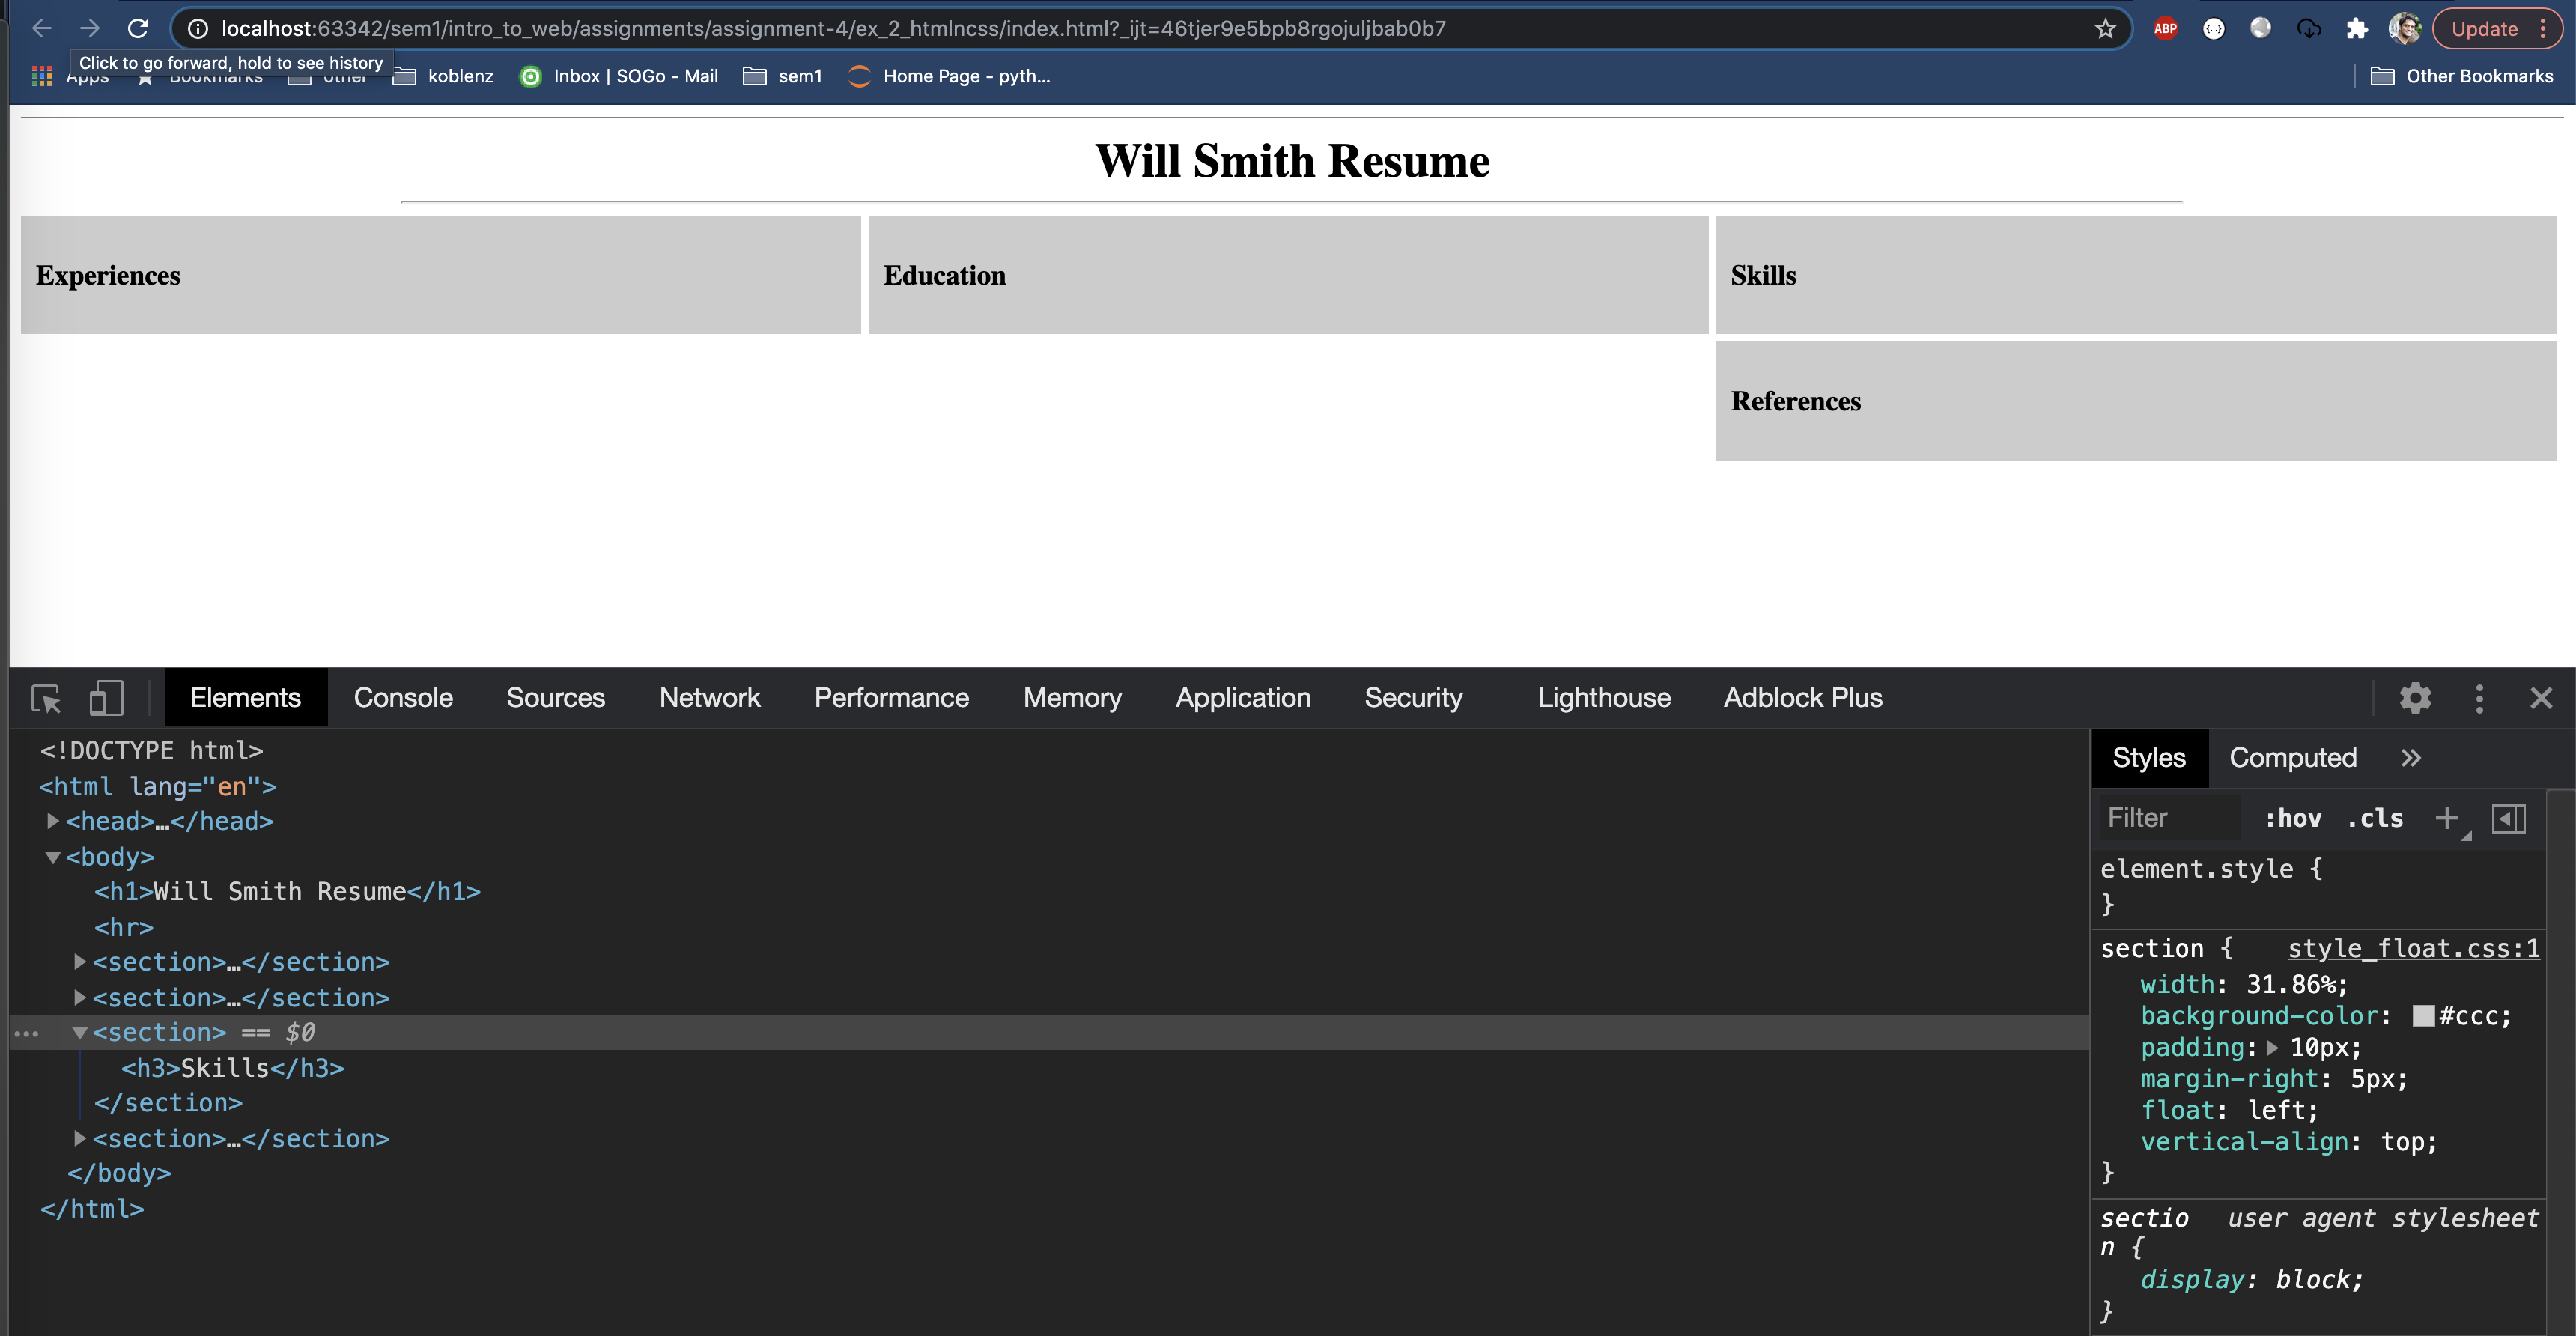 localhost:63342/sem1/intro_to_web/assignments/assignment-4/ex_2_htmlncss/index.html?_ijt=46tjer9e5bpb8rgojuljbab0b7
ABP
Update
Click to go forward, hold to see history
Apps Bookmarks other koblenz Inbox | SOGo - Mail sem1 Home Page - pyth... Other Bookmarks
Will Smith Resume
Experiences Education Skills
References
Elements Console Sources Network Performance Memory Application Security Lighthouse Adblock Plus
<!DOCTYPE html>
<html lang="en">
<head>…</head>
<body>
<h1>Will Smith Resume</h1>
<hr>
<section>…</section>
<section>…</section>
<section> == $0
<h3>Skills</h3>
</section>
<section>…</section>
</body>
</html>
Styles Computed »
Filter :hov .cls +
element.style {
}
section { style_float.css:1
width: 31.86%;
background-color: #ccc;
padding: 10px;
margin-right: 5px;
float: left;
vertical-align: top;
}
sectio user agent stylesheet
n {
display: block;
}